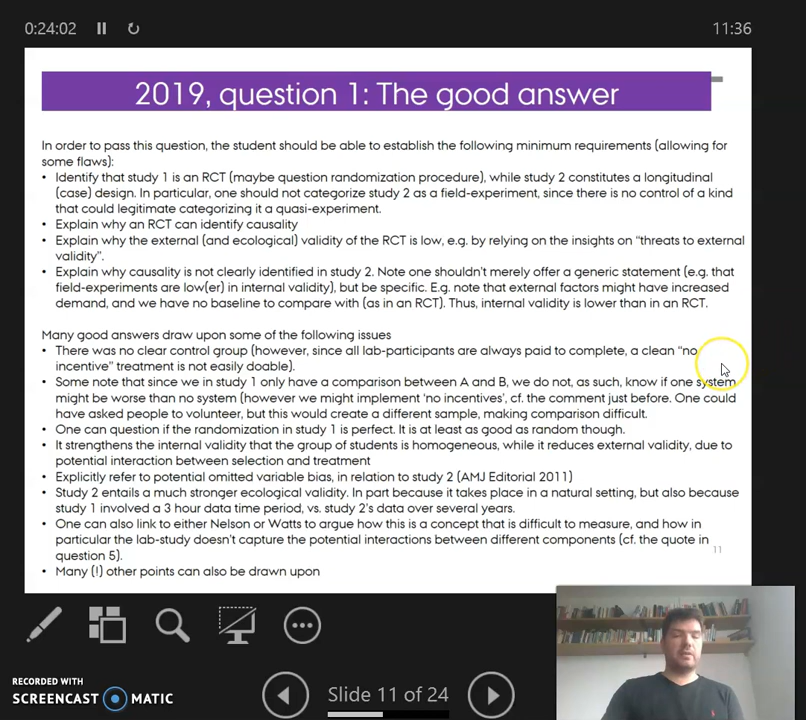 0:24:02
11:36
2019, question 1: The good answer
In order to pass this question, the student should be able to establish the following minimum requirements (allowing for
some flaws):
• Identify that study 1 is an RCT (maybe question randomization procedure), while study 2 constitutes a longitudinal
(case) design. In particular, one should not categorize study 2 as a field-experiment, since there is no control of a kind
that could legitimate categorizing it a quasi-experiment.
• Explain why an RCT can identify causality
• Explain why the external (and ecological) validity of the RCT is low, e.g. by relying on the insights on "threats to external
validity".
• Explain why causality is not clearly identified in study 2. Note one shouldn't merely offer a generic statement (e.g. that
field-experiments are low(er) in internal validity), but be specific. E.g. note that external factors might have increased
demand, and we have no baseline to compare with (as in an RCT). Thus, internal validity is lower than in an RCT.
Many good answers draw upon some of the following issues
• There was no clear control group (however, since all lab-participants are always paid to complete, a clean "no
incentive" treatment is not easily doable).
• Some note that since we in study 1 only have a comparison between A and B, we do not, as such, know if one system
might be worse than no system (however we might implement 'no incentives', cf. the comment just before. One could
have asked people to volunteer, but this would create a different sample, making comparison difficult.
• One can question if the randomization in study 1 is perfect. It is at least as good as random though.
• It strengthens the internal validity that the group of students is homogeneous, while it reduces external validity, due to
potential interaction between selection and treatment
• Explicitly refer to potential omitted variable bias, in relation to study 2 (AMJ Editorial 2011)
• Study 2 entails a much stronger ecological validity. In part because it takes place in a natural setting, but also because
study 1 involved a 3 hour data time period, vs. study 2's data over several years.
• One can also link to either Nelson or Watts to argue how this is a concept that is difficult to measure, and how in
particular the lab-study doesn't capture the potential interactions between different components (cf. the quote in
question 5).
• Many (!) other points can also be drawn upon
11
RECORDED WITH
SCREENCAST MATIC
Slide 11 of 24